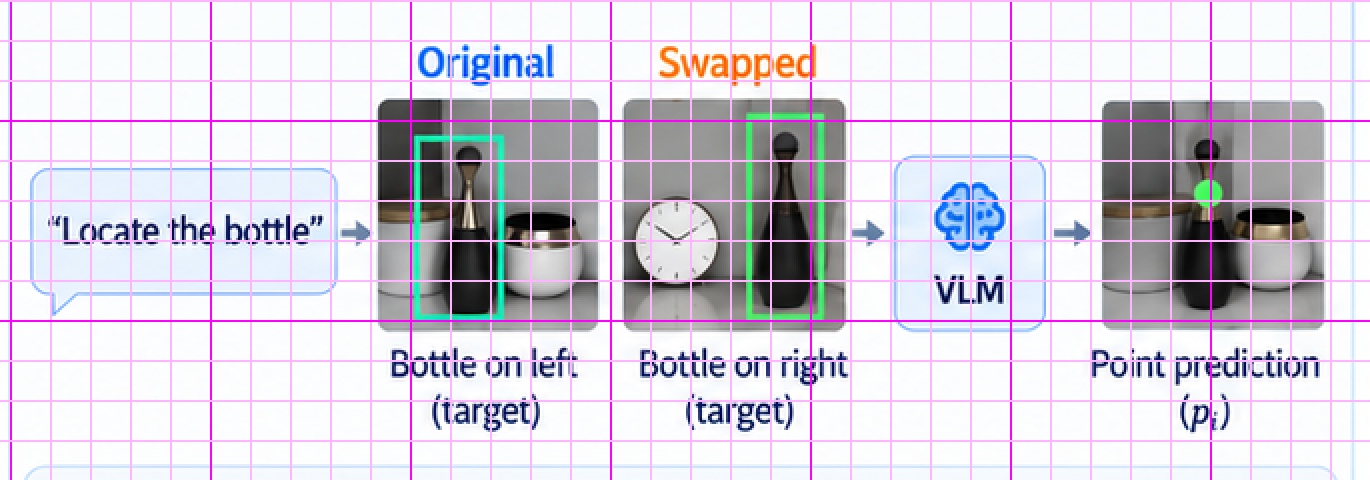 Original
Swapped
“Locate the bottle”
VLM
Bottle on left
(target)
Bottle on right
(target)
Point prediction
(pᵢ)